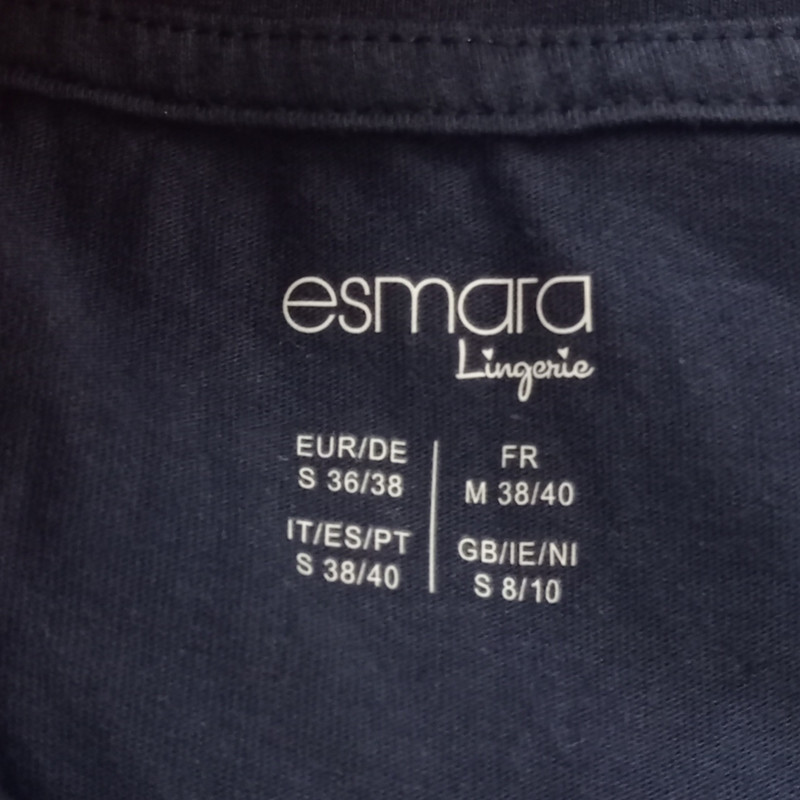 esmara
Lingerie
EUR/DE
S 36/38
FR
M 38/40
IT/ES/PT
S 38/40
GB/IE/NI
S 8/10